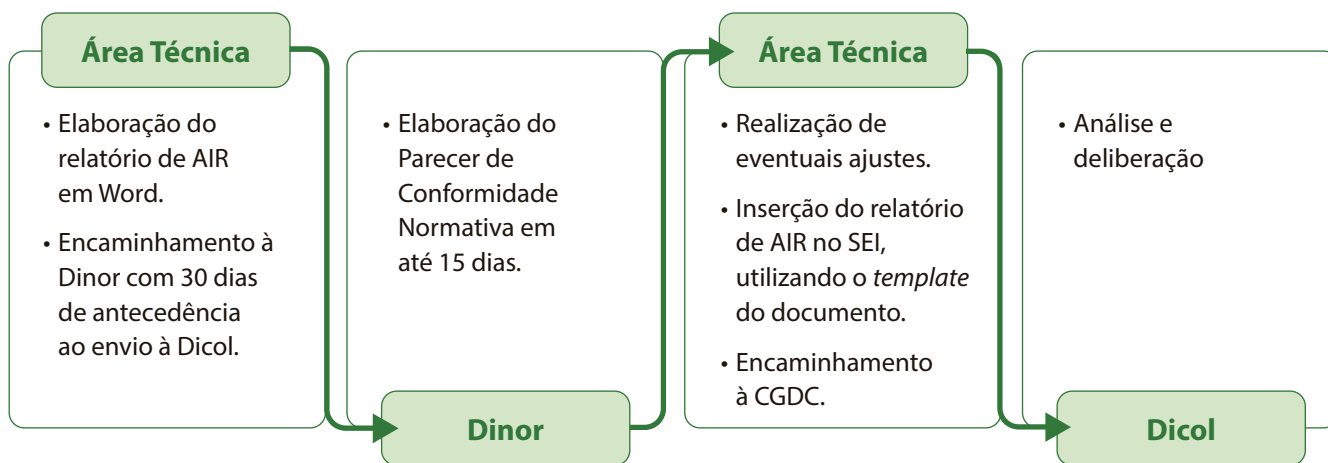 Área Técnica
• Elaboração do
relatório de AIR
em Word.
• Encaminhamento à
Dinor com 30 dias
de antecedência
ao envio à Dicol.
• Elaboração do
Parecer de
Conformidade
Normativa em
até 15 dias.
Dinor
Área Técnica
• Realização de
eventuais ajustes.
• Inserção do relatório
de AIR no SEI,
utilizando o template
do documento.
• Encaminhamento
à CGDC.
• Análise e
deliberação
Dicol